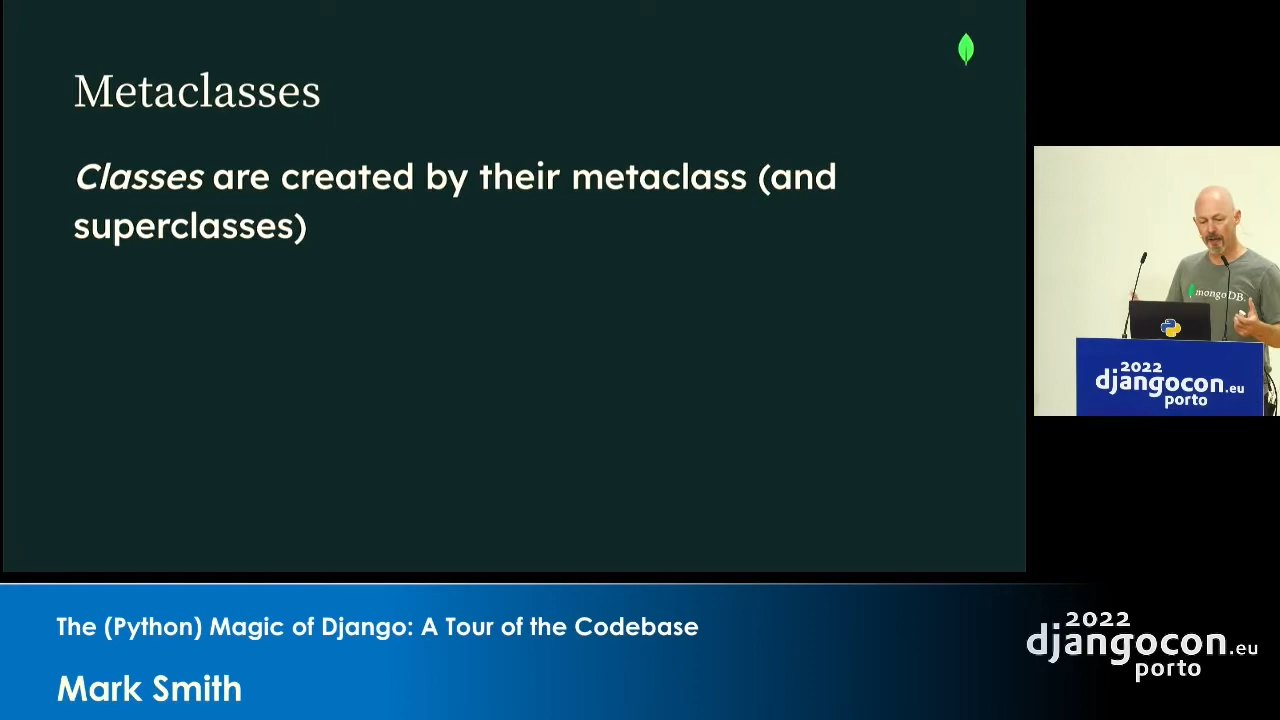 Metaclasses
Classes are created by their metaclass (and
superclasses)
mongoDB.
2022
djangocon.eu
porto
The (Python) Magic of Django: A Tour of the Codebase
Mark Smith
2022
djangocon.eu
porto